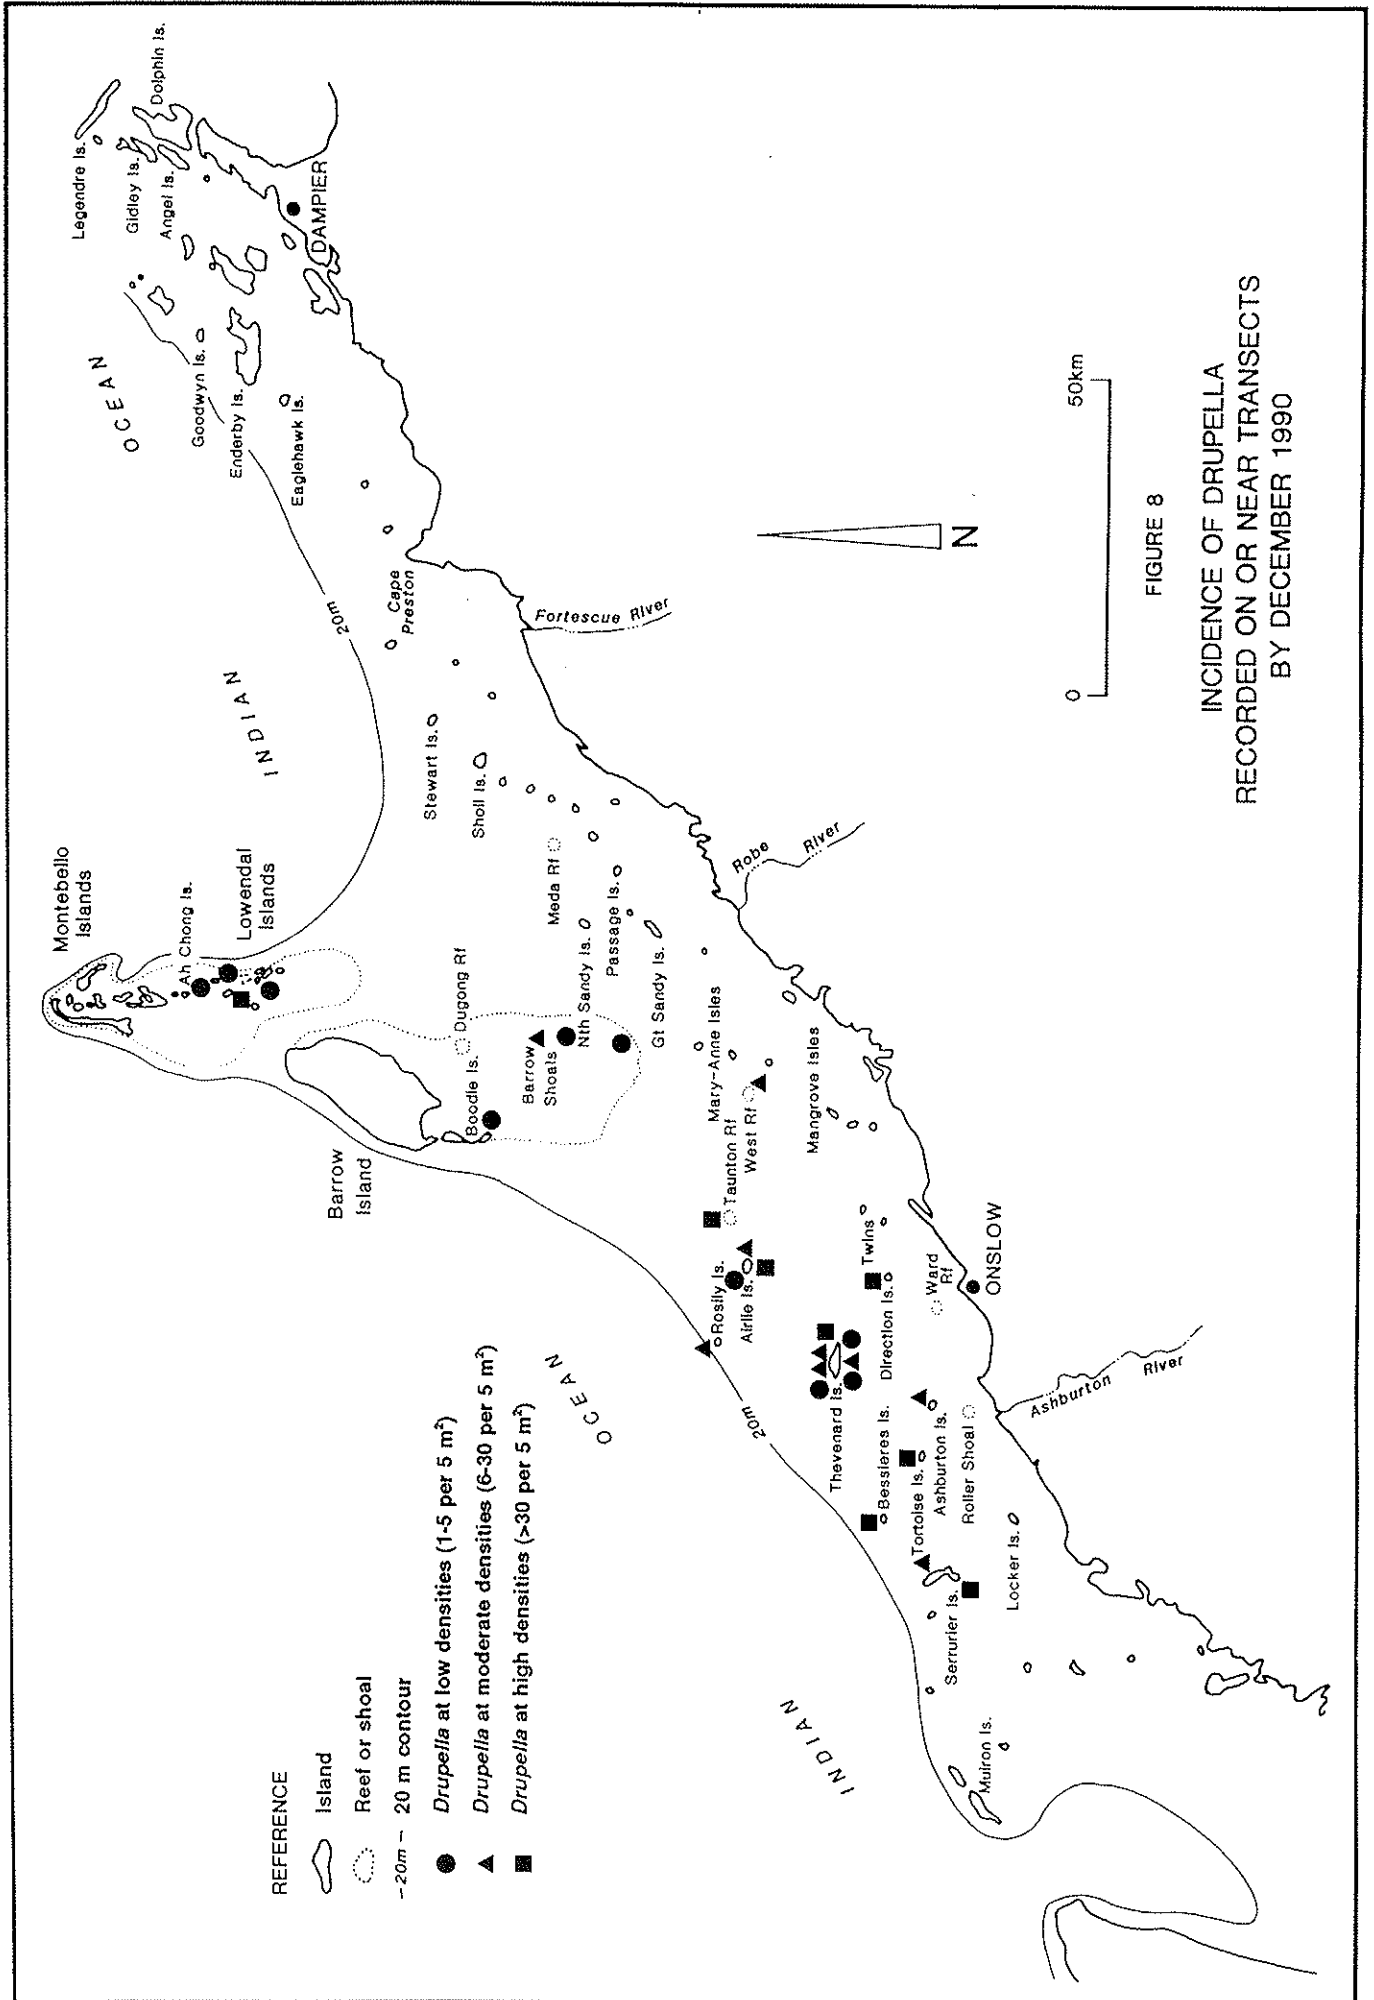 REFERENCE
Island
Reef or shoal
-20m- 20 m contour
Drupella at low densities (1-5 per 5 m²)
Drupella at moderate densities (6-30 per 5 m²)
Drupella at high densities (>30 per 5 m²)
Montebello
Islands
Ah Chong Is.
Lowendal
Islands
Barrow
Island
Dugong Rf
Boodie Is.
Barrow
Shoals
Nth Sandy Is.
Meda Rf
Passage Is.
Gt Sandy Is.
Mary-Anne Isles
Taunton Rf
West Rf
Mangrove Isles
Rosily Is.
Airlie Is.
Twins
Direction Is.
Ward
Rf
ONSLOW
Thevenard Is.
Bessieres Is.
Tortoise Is.
Ashburton Is.
Roller Shoal
Serrurier Is.
Locker Is.
Muiron Is.
Ashburton River
Robe River
Fortescue River
Cape
Preston
Stewart Is.
Sholl Is.
Legendre Is.
Gidley Is.
Angel Is.
Dolphin Is.
DAMPIER
Goodwyn Is.
Enderby Is.
Eaglehawk Is.
INDIAN OCEAN
INDIAN OCEAN
20m
20m
N
0 50km
FIGURE 8
INCIDENCE OF DRUPELLA
RECORDED ON OR NEAR TRANSECTS
BY DECEMBER 1990